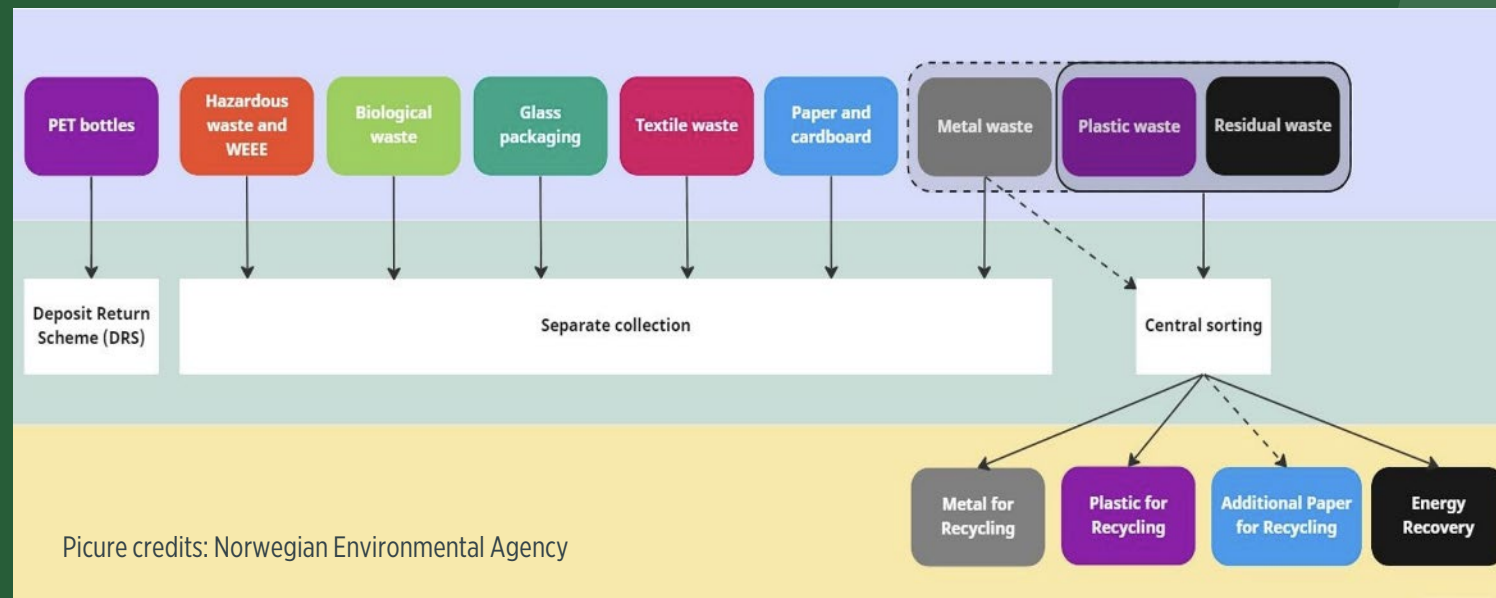 PET bottles
Hazardous
waste and
WEEE
Biological
waste
Glass
packaging
Textile waste
Paper and
cardboard
Metal waste
Plastic waste
Residual waste
Deposit Return
Scheme (DRS)
Separate collection
Central sorting
Metal for
Recycling
Plastic for
Recycling
Additional Paper
for Recycling
Energy
Recovery
Picure credits: Norwegian Environmental Agency